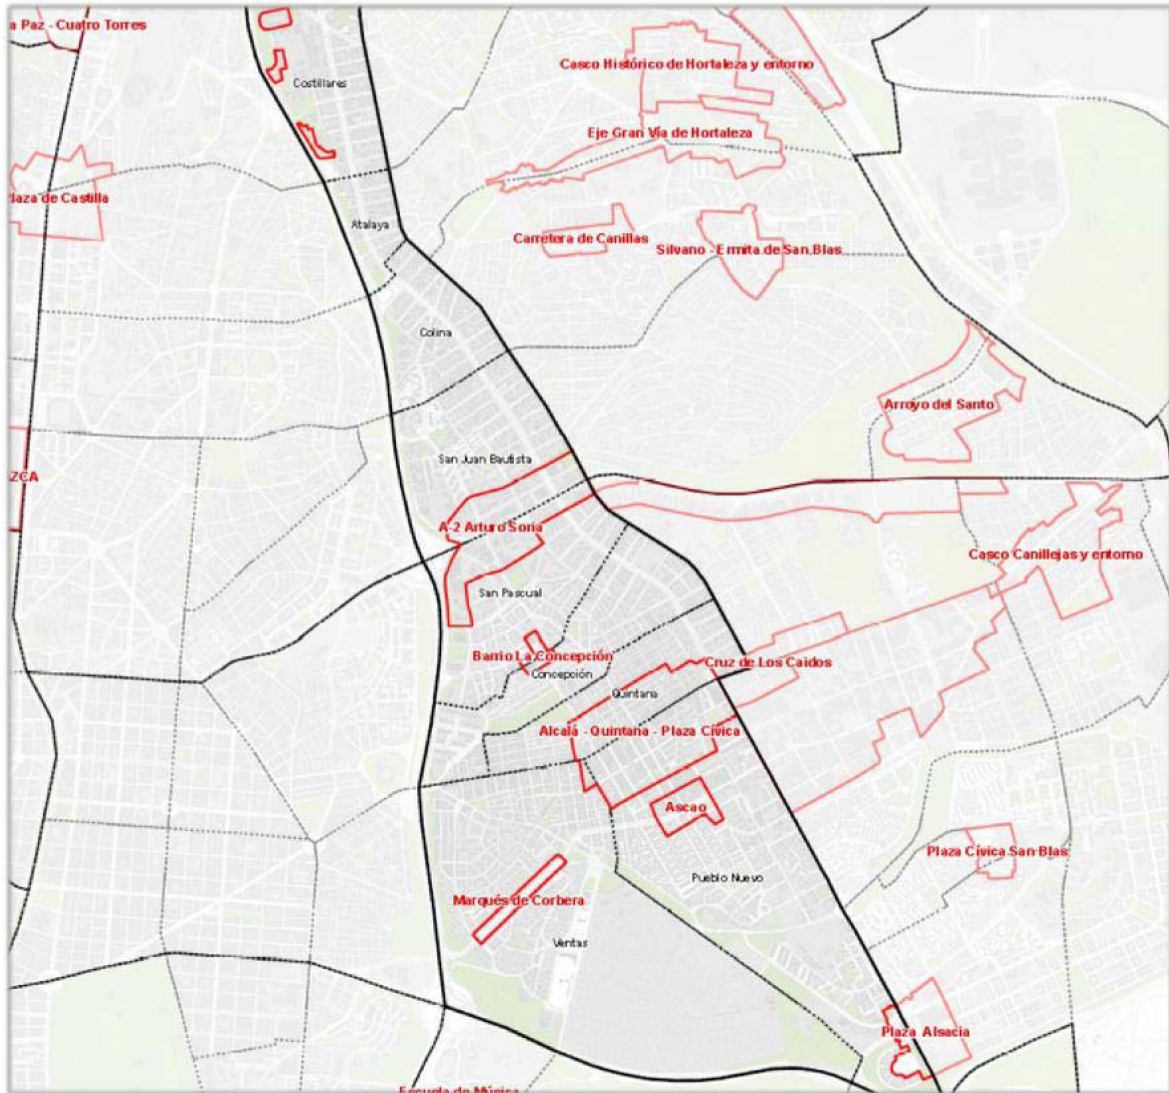 a Paz - Cuatro Torres
Casco Histórico de Hortaleza y entorno
Costillares
Eje Gran Vía de Hortaleza
laza de Castilla
Atalaya
Carretera de Canillas
Silvano - Ermita de San Blas
Colina
Arroyo del Santo
San Juan Bautista
ZCA
A-2 Arturo Soria
Casco Canillejas y entorno
San Pascual
Barrio La Concepción
Cruz de Los Caidos
Concepción
Quintana
Alcalá - Quintana - Plaza Cívica
Ascao
Plaza Cívica San Blas
Pueblo Nuevo
Marqués de Corbera
Ventas
Plaza Alsacia
Escuela de Música